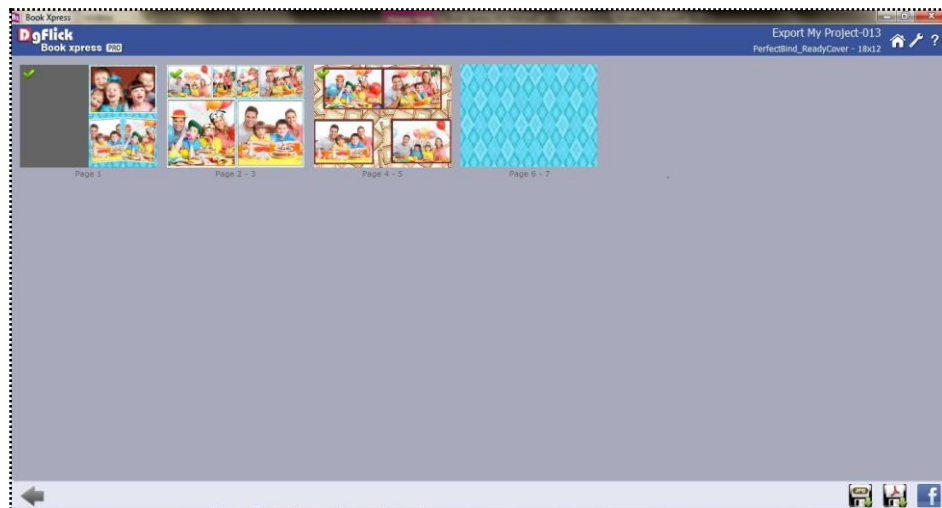 Book Xpress
DgFlick
Book xpress PRO
Export My Project-013
PerfectBind_ReadyCover - 18x12
?
Page 1
Page 2 - 3
Page 4 - 5
Page 6 - 7
f